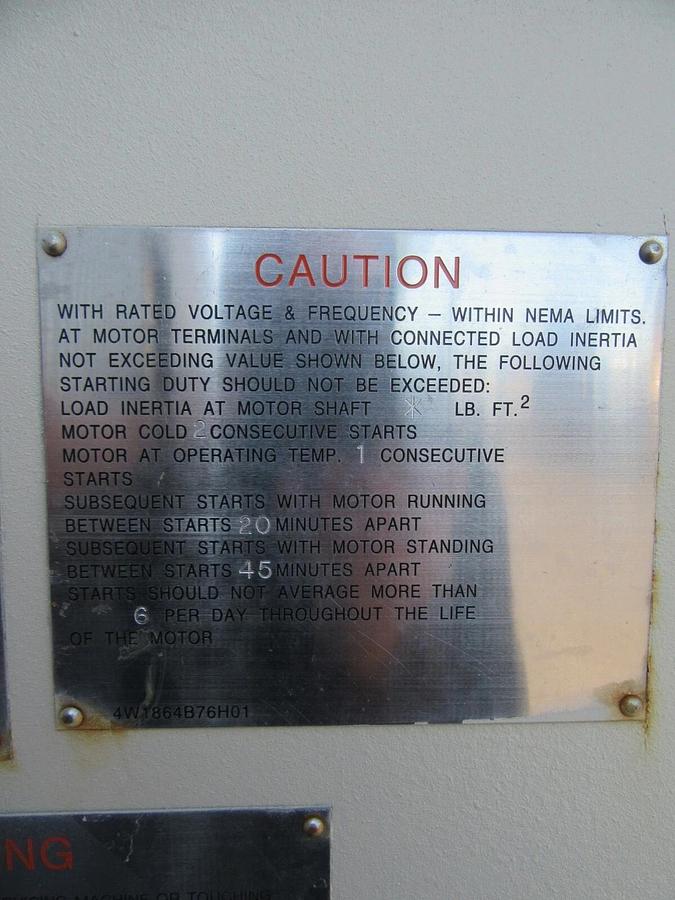 CAUTION
WITH RATED VOLTAGE & FREQUENCY – WITHIN NEMA LIMITS.
AT MOTOR TERMINALS AND WITH CONNECTED LOAD INERTIA
NOT EXCEEDING VALUE SHOWN BELOW, THE FOLLOWING
STARTING DUTY SHOULD NOT BE EXCEEDED:
LOAD INERTIA AT MOTOR SHAFT * LB. FT.²
MOTOR COLD 2 CONSECUTIVE STARTS
MOTOR AT OPERATING TEMP. 1 CONSECUTIVE
STARTS
SUBSEQUENT STARTS WITH MOTOR RUNNING
BETWEEN STARTS 20 MINUTES APART
SUBSEQUENT STARTS WITH MOTOR STANDING
BETWEEN STARTS 45 MINUTES APART
STARTS SHOULD NOT AVERAGE MORE THAN
6 PER DAY THROUGHOUT THE LIFE
OF THE MOTOR
4W1864B76H01
NG
MACHINE OR TOUCHING